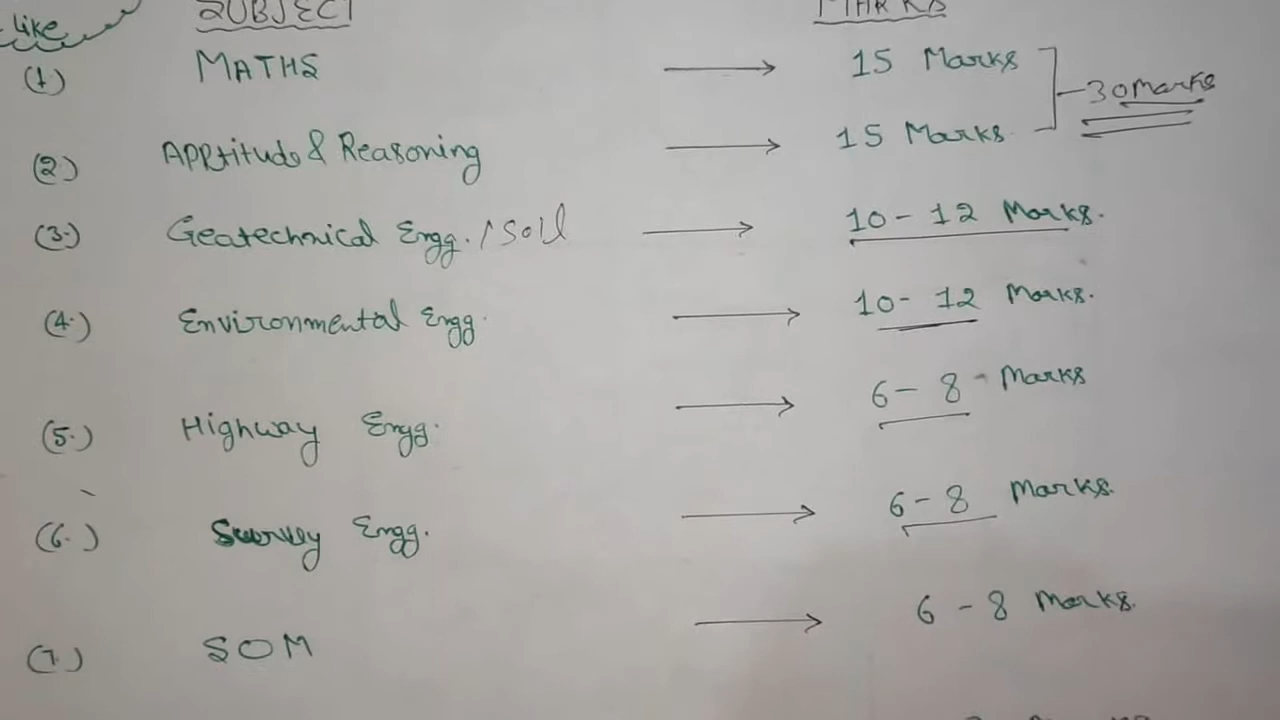 like
SUBJECT MARKS
(1) MATHS → 15 Marks
30 marks
(2) Apptitude & Reasoning → 15 Marks
(3.) Geatechnical Engg. / Soil → 10 - 12 Marks.
(4.) Environmental Engg. → 10 - 12 Marks.
(5.) Highway Engg. → 6 - 8 - Marks
(6.) Survey Engg. → 6 - 8 Marks.
(7.) SOM → 6 - 8 Marks.